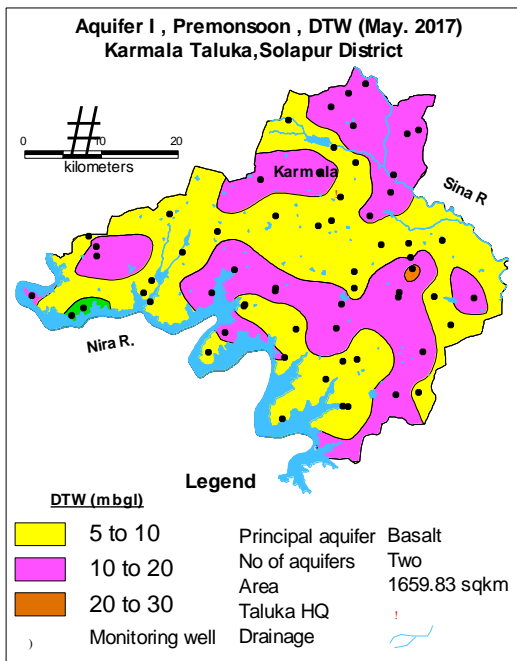 Aquifer I , Premonsoon , DTW (May. 2017)
Karmala Taluka,Solapur District
0 10 20
kilometers
Karmala
Sina R
Nira R.
Legend
DTW (mbgl)
5 to 10
10 to 20
20 to 30
) Monitoring well
Principal aquifer Basalt
No of aquifers Two
Area 1659.83 sqkm
Taluka HQ !
Drainage